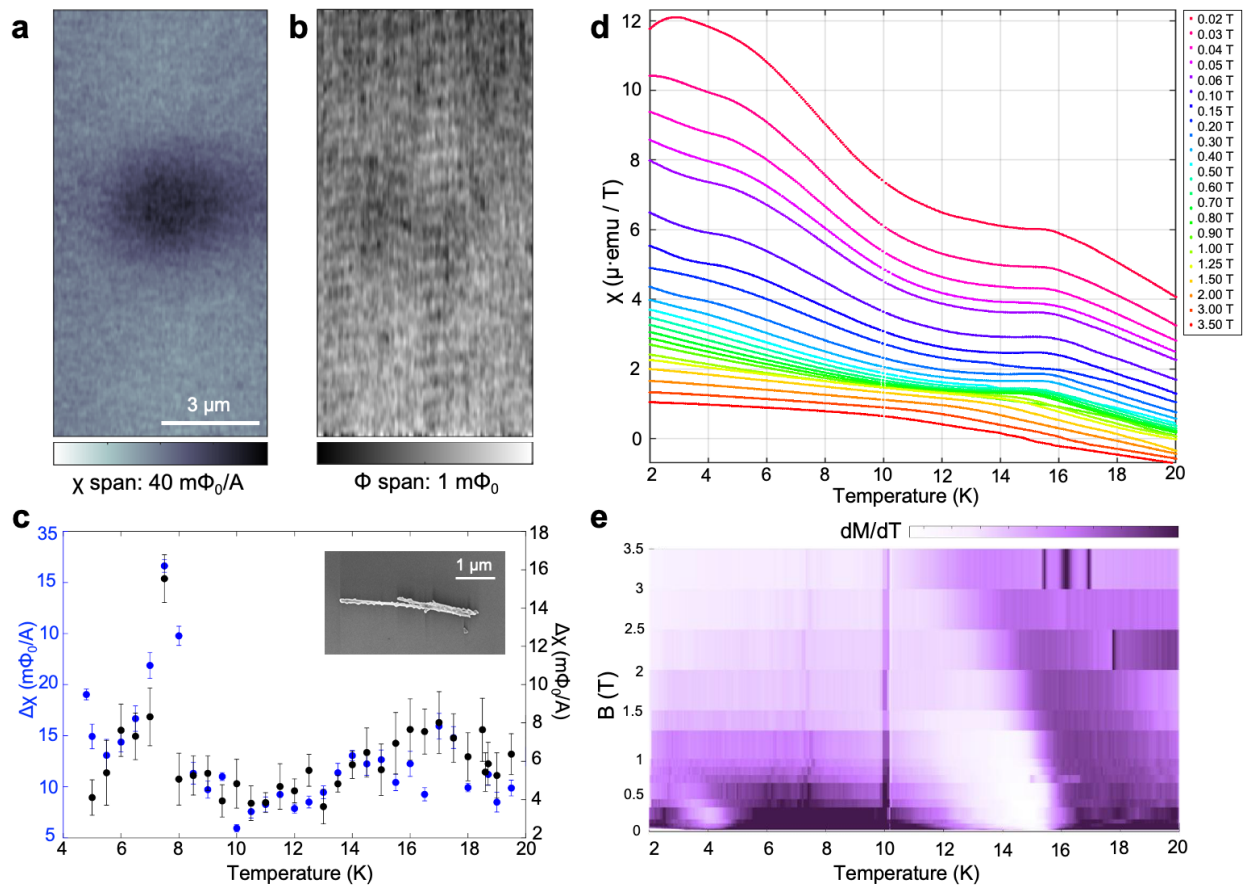 a
b
3 μm
χ span: 40 mΦ₀/A
Φ span: 1 mΦ₀
c
Δχ (mΦ₀/A)
35
15
10
20
15
10
5
1 μm
18
16
14
12
10
8
6
4
2
Δχ (mΦ₀/A)
4 6 8 10 12 14 16 18 20
Temperature (K)
d
χ (μ·emu / T)
12
10
8
6
4
2
0
2 4 6 8 10 12 14 16 18 20
Temperature (K)
0.02 T
0.03 T
0.04 T
0.05 T
0.06 T
0.10 T
0.15 T
0.20 T
0.30 T
0.40 T
0.50 T
0.60 T
0.70 T
0.80 T
0.90 T
1.00 T
1.25 T
1.50 T
2.00 T
3.00 T
3.50 T
e
dM/dT
B (T)
3.5
3
2.5
2
1.5
1
0.5
0
2 4 6 8 10 12 14 16 18 20
Temperature (K)